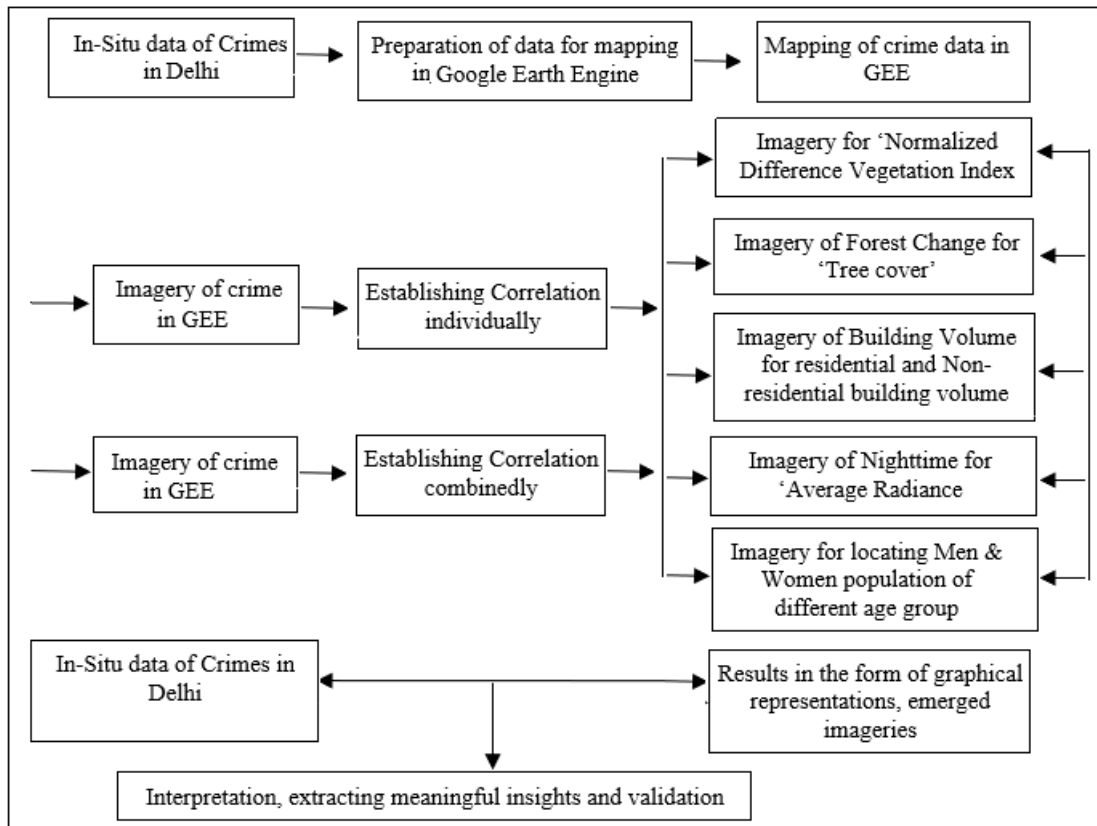 In-Situ data of Crimes
in Delhi
Preparation of data for mapping
in Google Earth Engine
Mapping of crime data in
GEE
Imagery for ‘Normalized
Difference Vegetation Index
Imagery of Forest Change for
‘Tree cover’
Imagery of crime
in GEE
Establishing Correlation
individually
Imagery of Building Volume
for residential and Non-
residential building volume
Imagery of crime
in GEE
Establishing Correlation
combinedly
Imagery of Nighttime for
‘Average Radiance
Imagery for locating Men &
Women population of
different age group
In-Situ data of Crimes in
Delhi
Results in the form of graphical
representations, emerged
imageries
Interpretation, extracting meaningful insights and validation